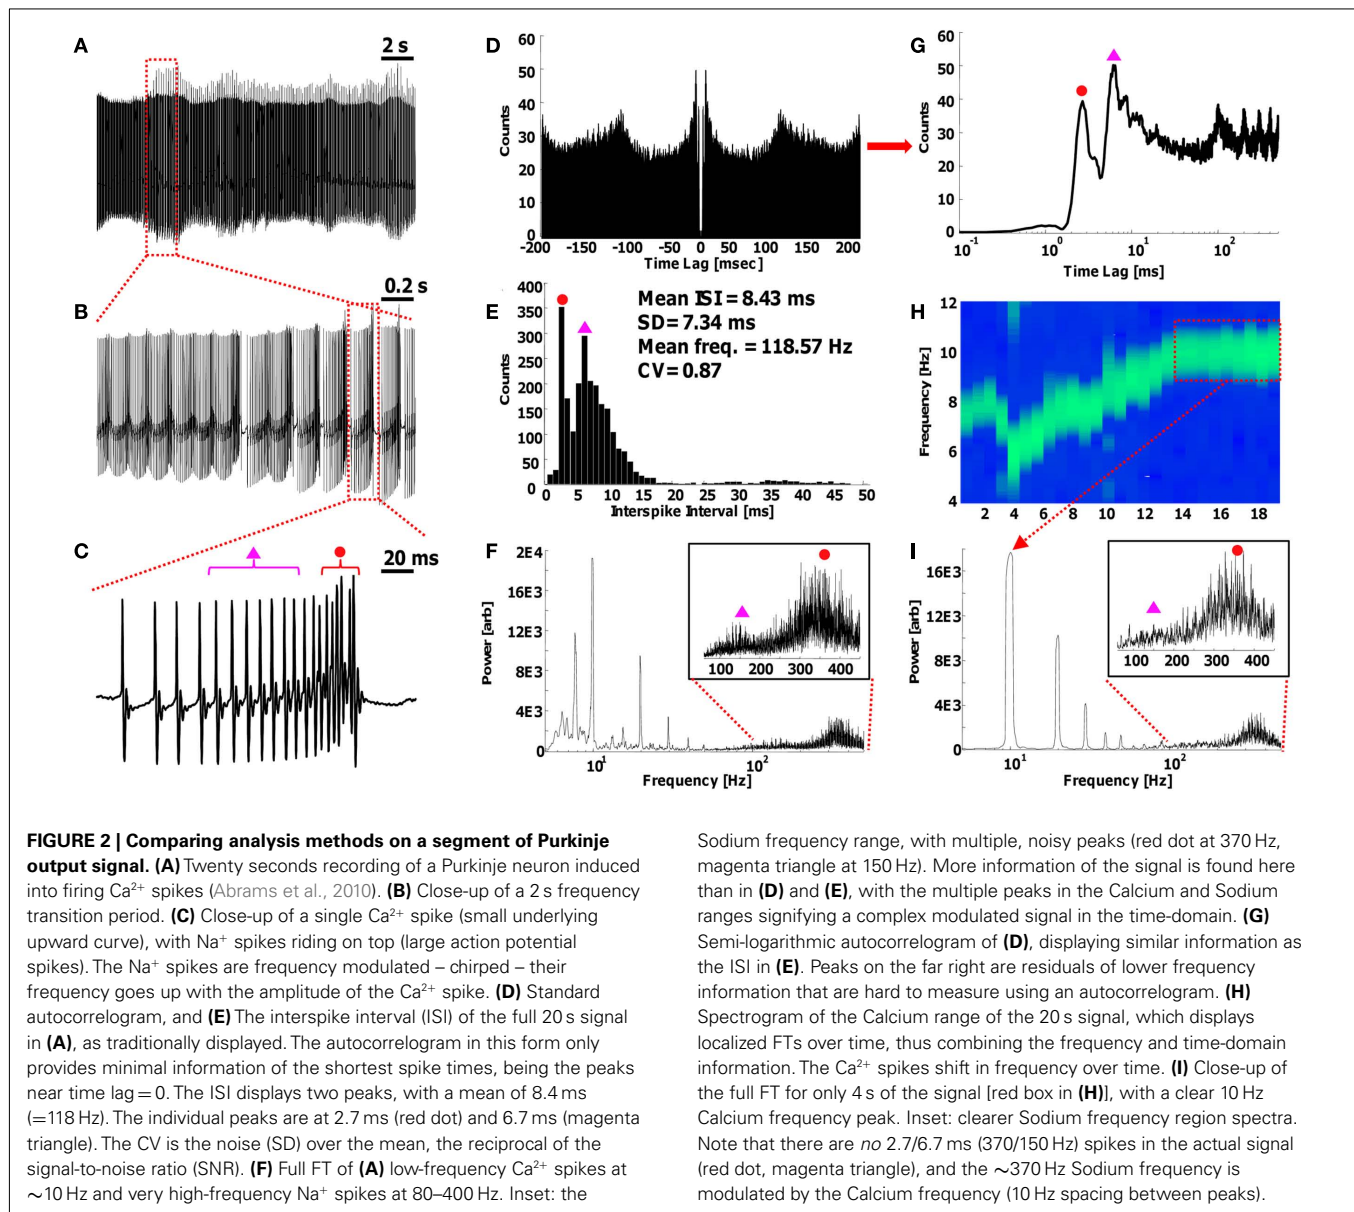 A
2 s
B
0.2 s
C
20 ms
D
60
50
40
30
20
10
0
Counts
-200 -150 -100 -50 0 50 100 150 200
Time Lag [msec]
E
400
350
300
250
200
150
100
50
0
Counts
Mean ISI = 8.43 ms
SD = 7.34 ms
Mean freq. = 118.57 Hz
CV = 0.87
0 5 10 15 20 25 30 35 40 45 50
Interspike Interval [ms]
F
2E4
16E3
12E3
8E3
4E3
0
Power [arb]
100 200 300 400
10¹ 10²
Frequency [Hz]
G
60
50
40
30
20
10
0
Counts
10⁻¹ 10⁰ 10¹ 10²
Time Lag [ms]
H
12
10
8
6
4
Frequency [Hz]
2 4 6 8 10 12 14 16 18
I
16E3
12E3
8E3
4E3
0
Power [arb]
100 200 300 400
10¹ 10²
Frequency [Hz]
FIGURE 2 | Comparing analysis methods on a segment of Purkinje
output signal. (A) Twenty seconds recording of a Purkinje neuron induced
into firing Ca²⁺ spikes (Abrams et al., 2010). (B) Close-up of a 2 s frequency
transition period. (C) Close-up of a single Ca²⁺ spike (small underlying
upward curve), with Na⁺ spikes riding on top (large action potential
spikes). The Na⁺ spikes are frequency modulated – chirped – their
frequency goes up with the amplitude of the Ca²⁺ spike. (D) Standard
autocorrelogram, and (E) The interspike interval (ISI) of the full 20 s signal
in (A), as traditionally displayed. The autocorrelogram in this form only
provides minimal information of the shortest spike times, being the peaks
near time lag = 0. The ISI displays two peaks, with a mean of 8.4 ms
(=118 Hz). The individual peaks are at 2.7 ms (red dot) and 6.7 ms (magenta
triangle). The CV is the noise (SD) over the mean, the reciprocal of the
signal-to-noise ratio (SNR). (F) Full FT of (A) low-frequency Ca²⁺ spikes at
∼10 Hz and very high-frequency Na⁺ spikes at 80–400 Hz. Inset: the
Sodium frequency range, with multiple, noisy peaks (red dot at 370 Hz,
magenta triangle at 150 Hz). More information of the signal is found here
than in (D) and (E), with the multiple peaks in the Calcium and Sodium
ranges signifying a complex modulated signal in the time-domain. (G)
Semi-logarithmic autocorrelogram of (D), displaying similar information as
the ISI in (E). Peaks on the far right are residuals of lower frequency
information that are hard to measure using an autocorrelogram. (H)
Spectrogram of the Calcium range of the 20 s signal, which displays
localized FTs over time, thus combining the frequency and time-domain
information. The Ca²⁺ spikes shift in frequency over time. (I) Close-up of
the full FT for only 4 s of the signal [red box in (H)], with a clear 10 Hz
Calcium frequency peak. Inset: clearer Sodium frequency region spectra.
Note that there are no 2.7/6.7 ms (370/150 Hz) spikes in the actual signal
(red dot, magenta triangle), and the ∼370 Hz Sodium frequency is
modulated by the Calcium frequency (10 Hz spacing between peaks).